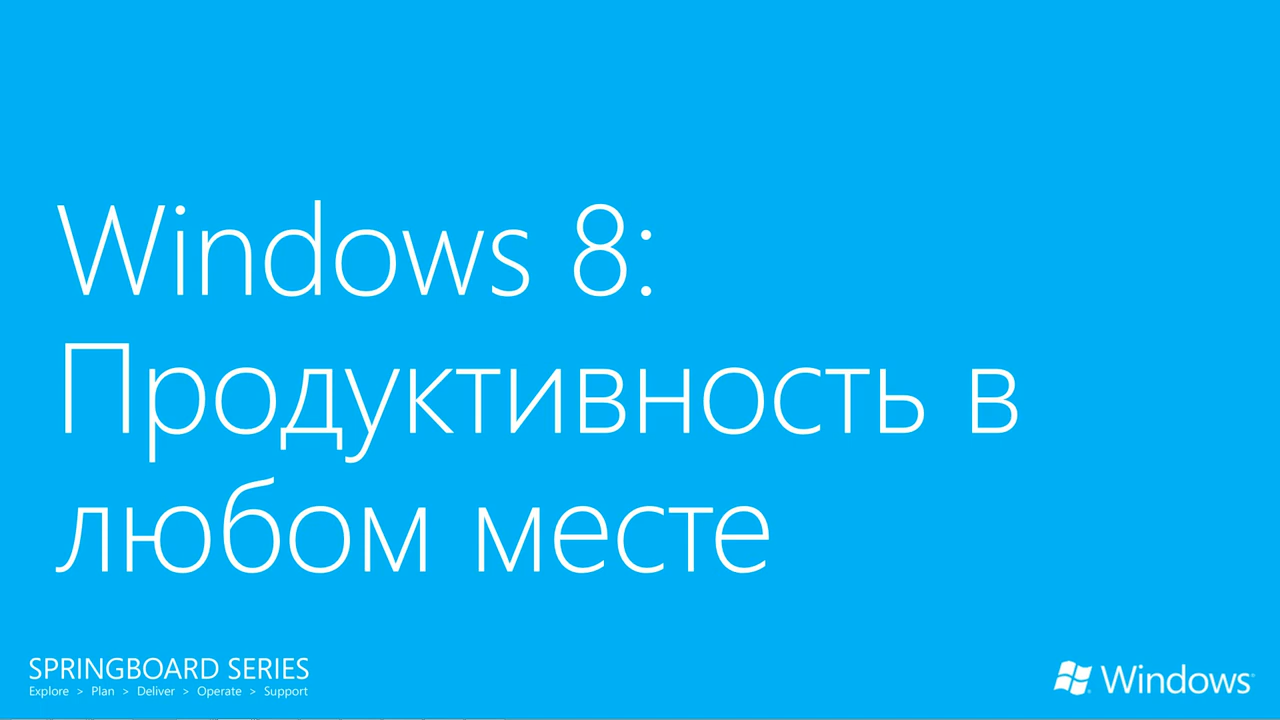 Windows 8:
Продуктивность в
любом месте
SPRINGBOARD SERIES
Explore > Plan > Deliver > Operate > Support
Windows